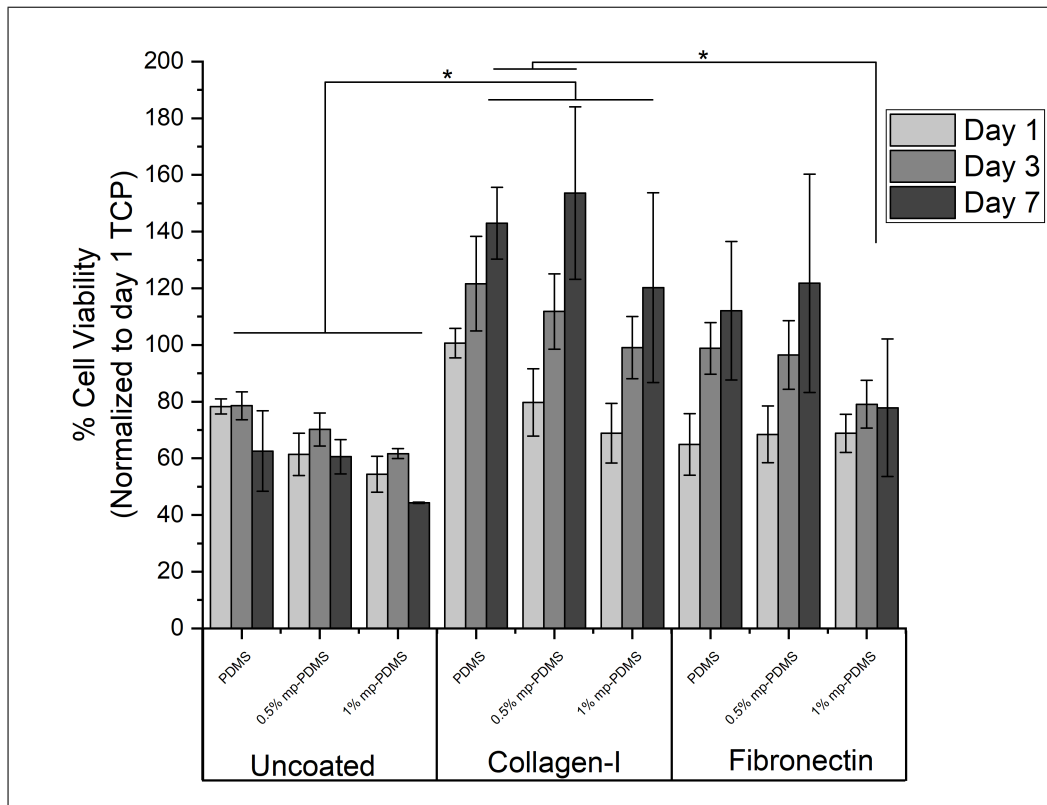 200
180
160
140
120
100
80
60
40
20
0
% Cell Viability
(Normalized to day 1 TCP)
*
*
Day 1
Day 3
Day 7
PDMS
0.5% mp-PDMS
1% mp-PDMS
PDMS
0.5% mp-PDMS
1% mp-PDMS
PDMS
0.5% mp-PDMS
1% mp-PDMS
Uncoated
Collagen-I
Fibronectin